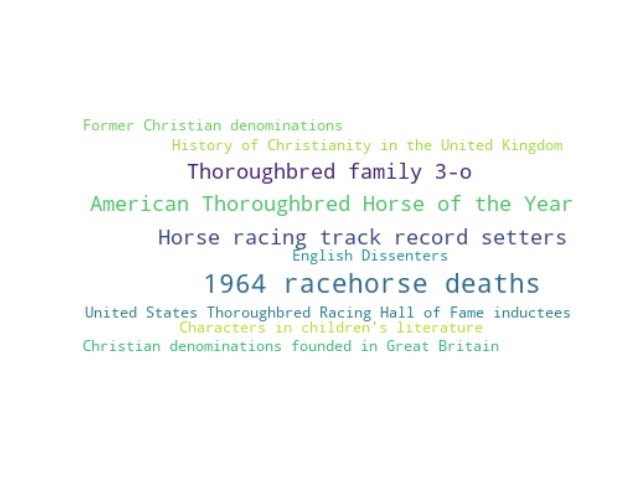 Former Christian denominations
History of Christianity in the United Kingdom
Thoroughbred family 3-o
American Thoroughbred Horse of the Year
Horse racing track record setters
English Dissenters
1964 racehorse deaths
United States Thoroughbred Racing Hall of Fame inductees
Characters in children's literature
Christian denominations founded in Great Britain